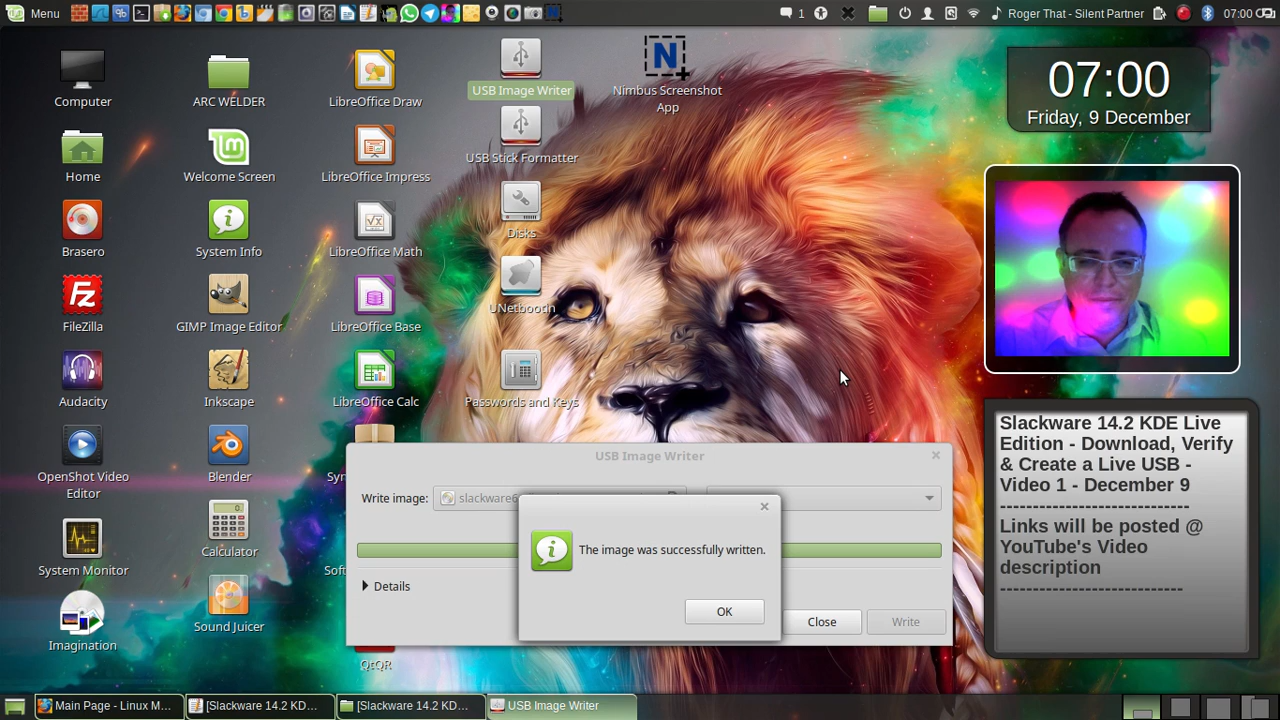 Menu
1
Roger That - Silent Partner
07:00
Computer
ARC WELDER
LibreOffice Draw
USB Image Writer
Nimbus Screenshot
App
USB Stick Formatter
Home
Welcome Screen
LibreOffice Impress
Brasero
System Info
LibreOffice Math
Disks
FileZilla
GIMP Image Editor
LibreOffice Base
UNetbootin
Audacity
Inkscape
LibreOffice Calc
Passwords and Keys
OpenShot Video
Editor
Blender
System Monitor
Calculator
Imagination
Sound Juicer
QtQR
07:00
Friday, 9 December
Slackware 14.2 KDE Live
Edition - Download, Verify
& Create a Live USB -
Video 1 - December 9
-----------------------------
Links will be posted @
YouTube's Video
description
----------------------------
USB Image Writer
Write image:
slackware6
The image was successfully written.
OK
Details
Close
Write
Main Page - Linux M...
[Slackware 14.2 KD...
[Slackware 14.2 KD...
USB Image Writer